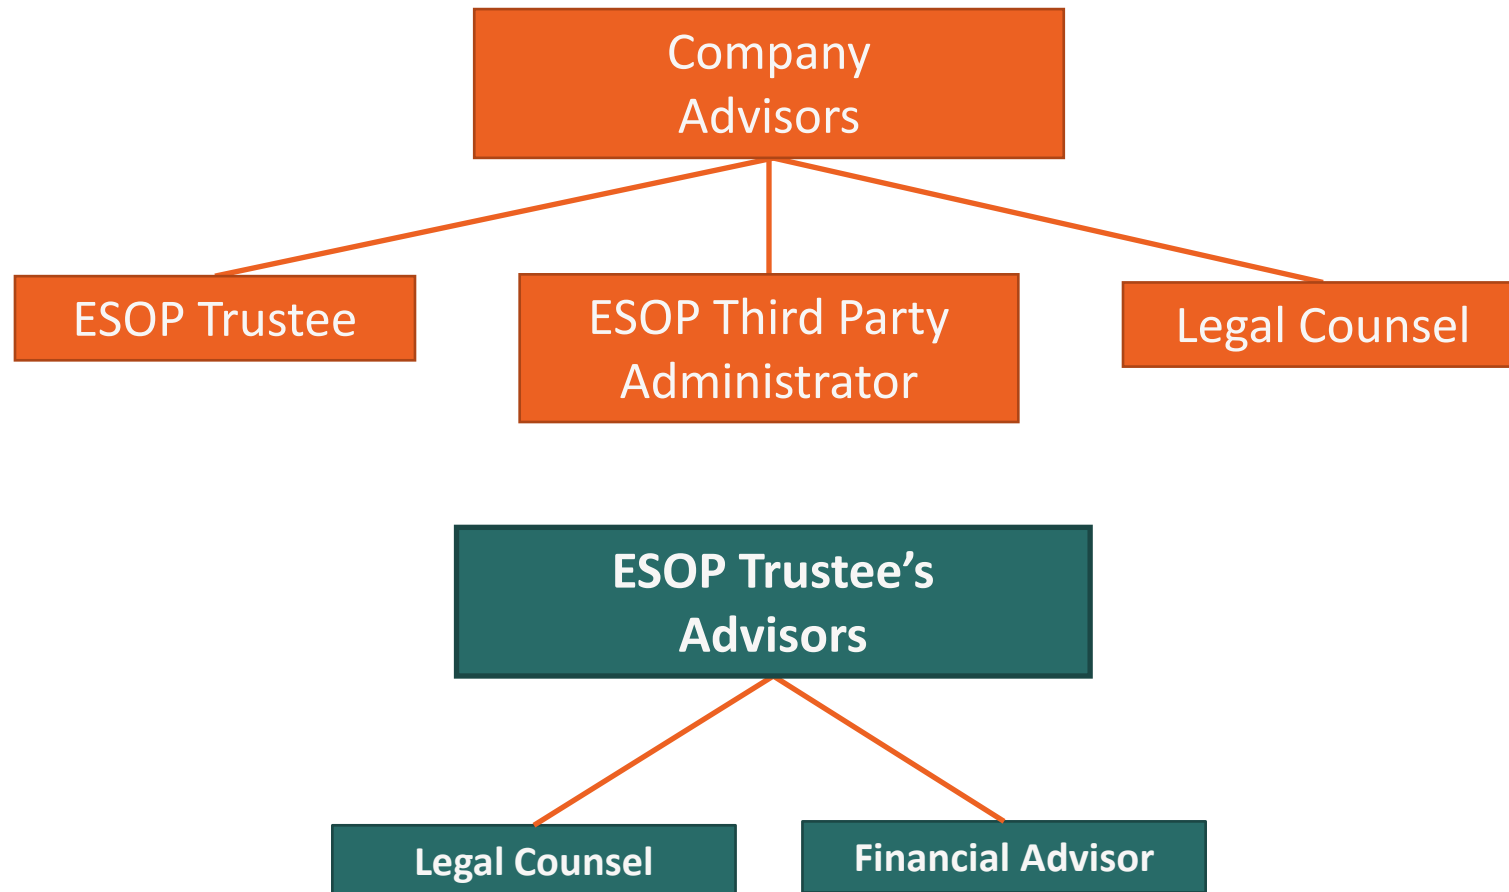 Company
Advisors
ESOP Trustee
ESOP Third Party
Administrator
Legal Counsel
ESOP Trustee’s
Advisors
Legal Counsel
Financial Advisor